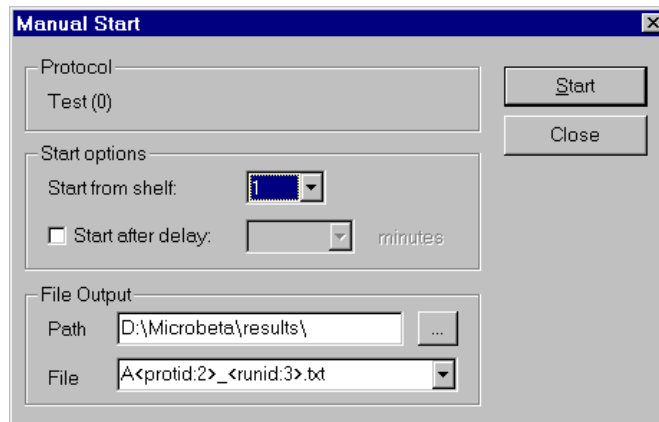 Manual Start
Protocol
Test (0)
Start
Close
Start options
Start from shelf: 1
Start after delay: minutes
File Output
Path D:\Microbeta\results\ ...
File A<protid:2>_<runid:3>.txt